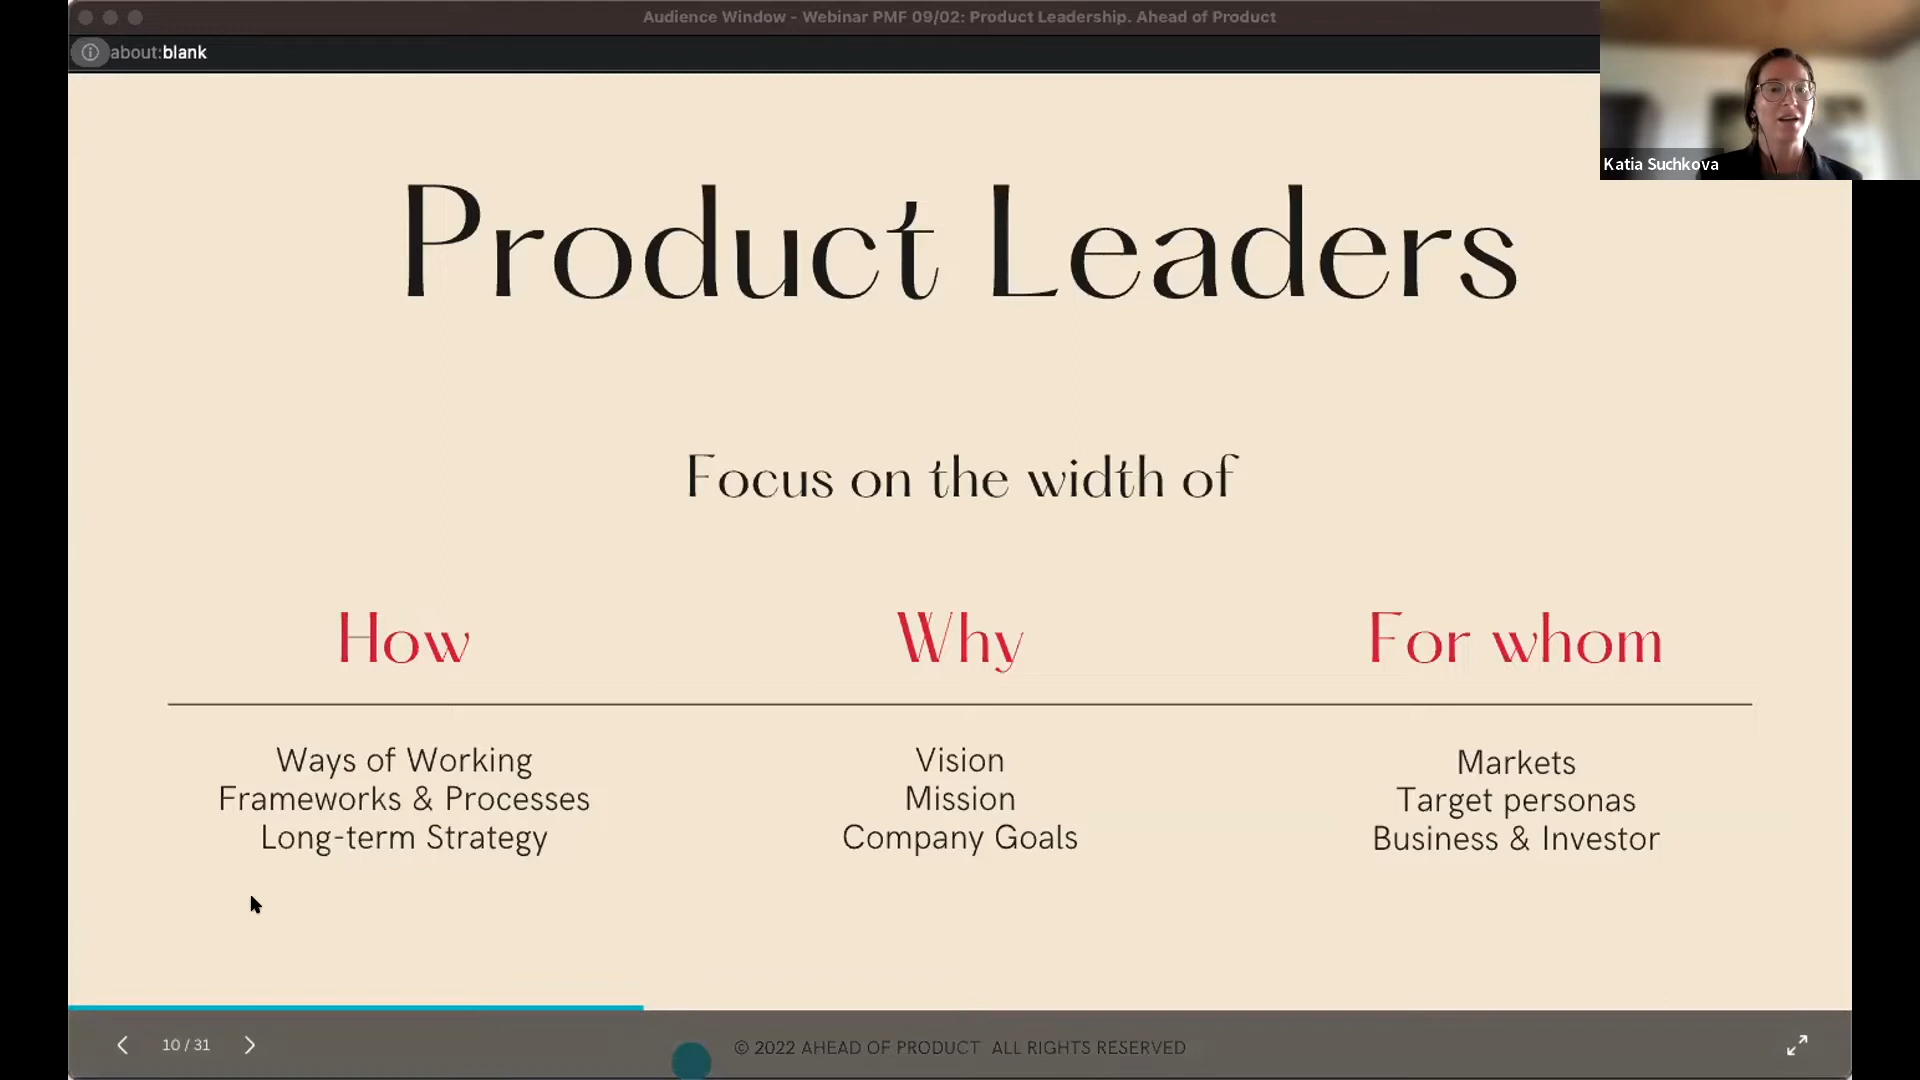 Audience Window - Webinar PMF 09/02: Product Leadership. Ahead of Product
about:blank
Katia Suchkova
Product Leaders
Focus on the width of
How
Why
For whom
Ways of Working
Frameworks & Processes
Long-term Strategy
Vision
Mission
Company Goals
Markets
Target personas
Business & Investor
10 / 31
© 2022 AHEAD OF PRODUCT ALL RIGHTS RESERVED